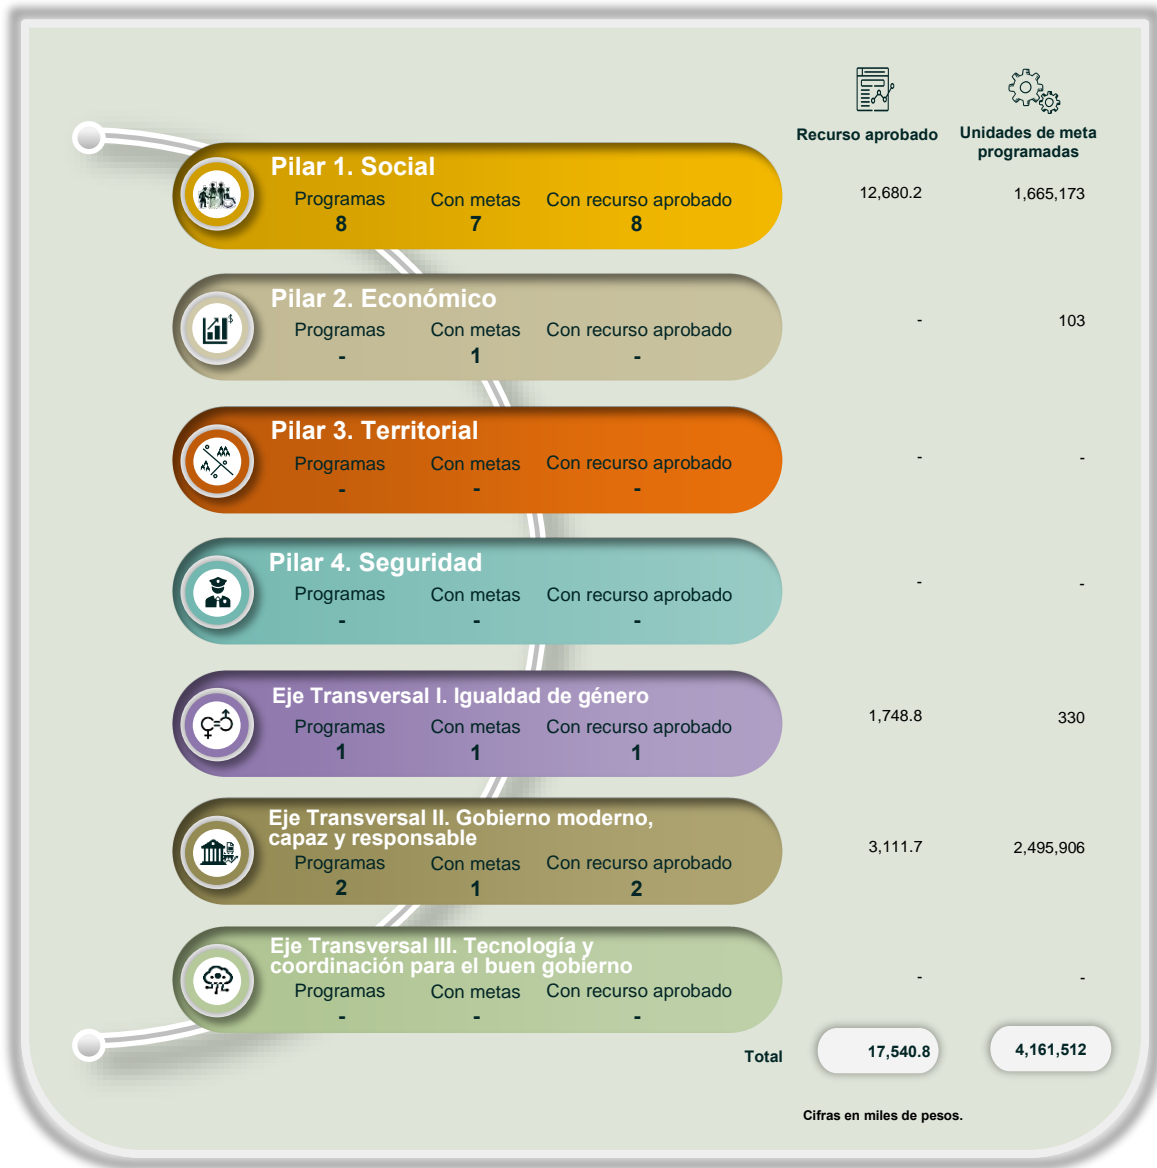 Recurso aprobado
Unidades de meta
programadas
Pilar 1. Social
Programas Con metas Con recurso aprobado
8 7 8
12,680.2 1,665,173
Pilar 2. Económico
Programas Con metas Con recurso aprobado
- 1 -
- 103
Pilar 3. Territorial
Programas Con metas Con recurso aprobado
- - -
- -
Pilar 4. Seguridad
Programas Con metas Con recurso aprobado
- - -
- -
Eje Transversal I. Igualdad de género
Programas Con metas Con recurso aprobado
1 1 1
1,748.8 330
Eje Transversal II. Gobierno moderno,
capaz y responsable
Programas Con metas Con recurso aprobado
2 1 2
3,111.7 2,495,906
Eje Transversal III. Tecnología y
coordinación para el buen gobierno
Programas Con metas Con recurso aprobado
- - -
- -
Total 17,540.8 4,161,512
Cifras en miles de pesos.